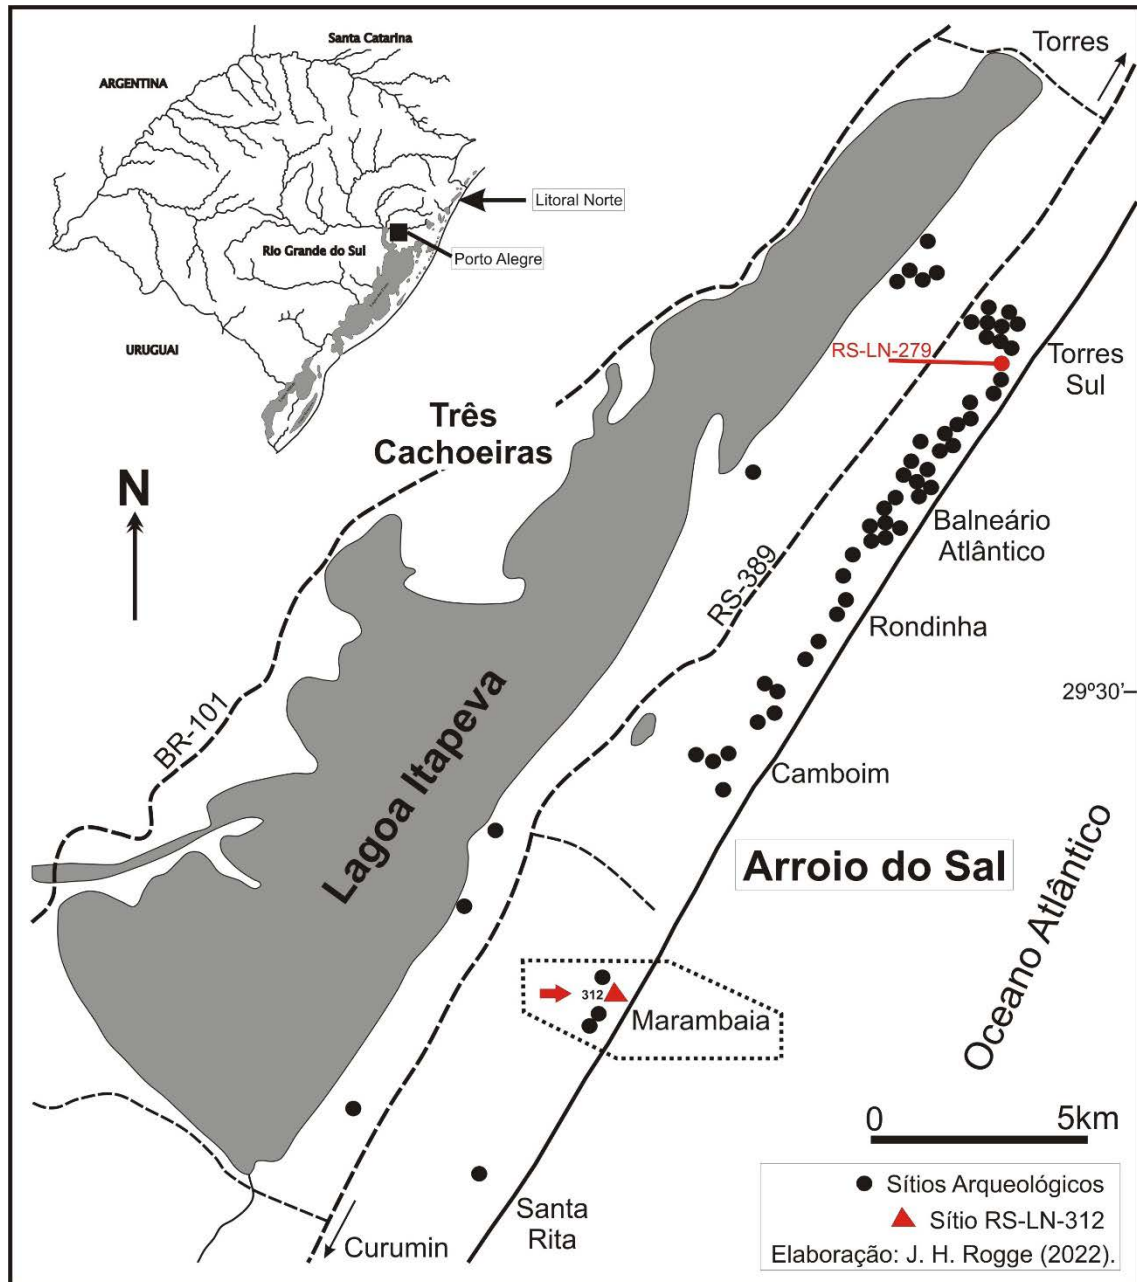 Santa Catarina
ARGENTINA
Litoral Norte
Rio Grande do Sul
Porto Alegre
URUGUAI
Torres
RS-LN-279
Torres
Sul
Três
Cachoeiras
N
Balneário
Atlântico
RS-389
Rondinha
29º30’
BR-101
Lagoa Itapeva
Camboim
Arroio do Sal
Oceano Atlântico
312
Marambaia
0 5km
Santa
Rita
Curumin
Sítios Arqueológicos
Sítio RS-LN-312
Elaboração: J. H. Rogge (2022).